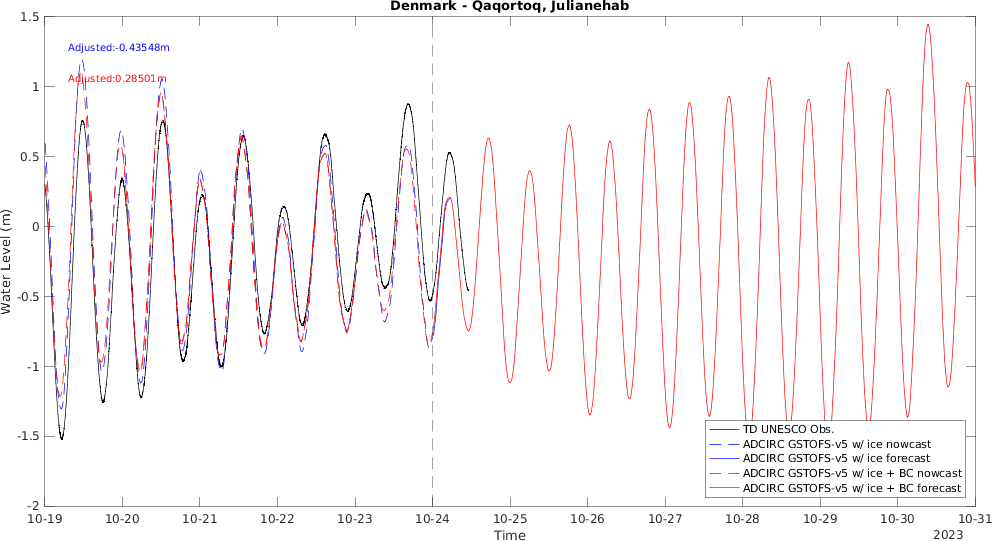 Denmark - Qaqortoq, Julianehab
1.5
Adjusted:-0.43548m
1
Adjusted:0.28501m
0.5
0
-0.5
-1
-1.5
-2
Water Level (m)
TD UNESCO Obs.
ADCIRC GSTOFS-v5 w/ ice nowcast
ADCIRC GSTOFS-v5 w/ ice forecast
ADCIRC GSTOFS-v5 w/ ice + BC nowcast
ADCIRC GSTOFS-v5 w/ ice + BC forecast
10-19 10-20 10-21 10-22 10-23 10-24 10-25 10-26 10-27 10-28 10-29 10-30 10-31
Time
2023